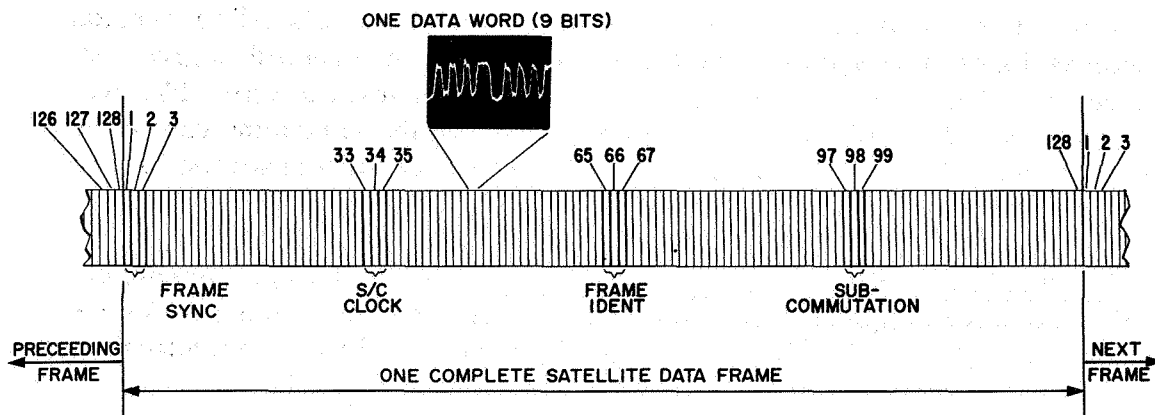 ONE DATA WORD (9 BITS)
126 127 128 1 2 3
33 34 35
65 66 67
97 98 99
128 1 2 3
FRAME
SYNC
S/C
CLOCK
FRAME
IDENT
SUB-
COMMUTATION
PRECEEDING
FRAME
ONE COMPLETE SATELLITE DATA FRAME
NEXT
FRAME